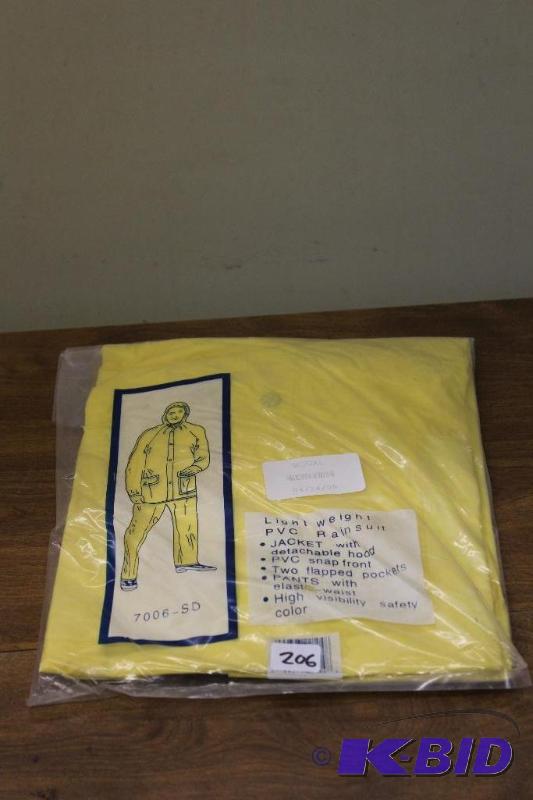 Light weight
PVC Rainsuit
• JACKET with
detachable hood
• PVC snap front
• Two flapped pockets
• PANTS with
elastic waist
• High visibility safety
color
7006-SD
206
© K-BID